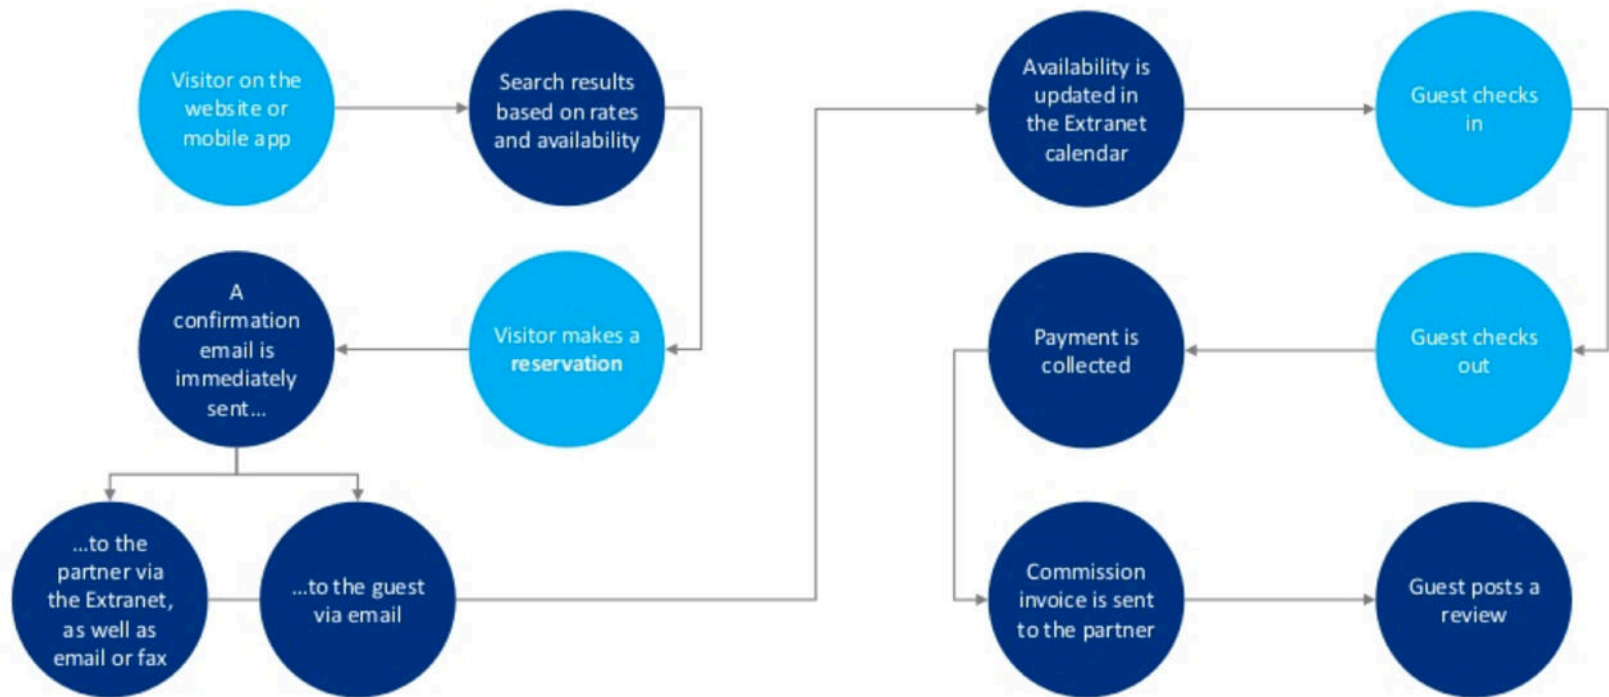 Visitor on the
website or
mobile app
Search results
based on rates
and availability
Visitor makes a
reservation
A
confirmation
email is
immediately
sent...
...to the
partner via
the Extranet,
as well as
email or fax
...to the guest
via email
Availability is
updated in
the Extranet
calendar
Guest checks
in
Guest checks
out
Payment is
collected
Commission
invoice is sent
to the partner
Guest posts a
review